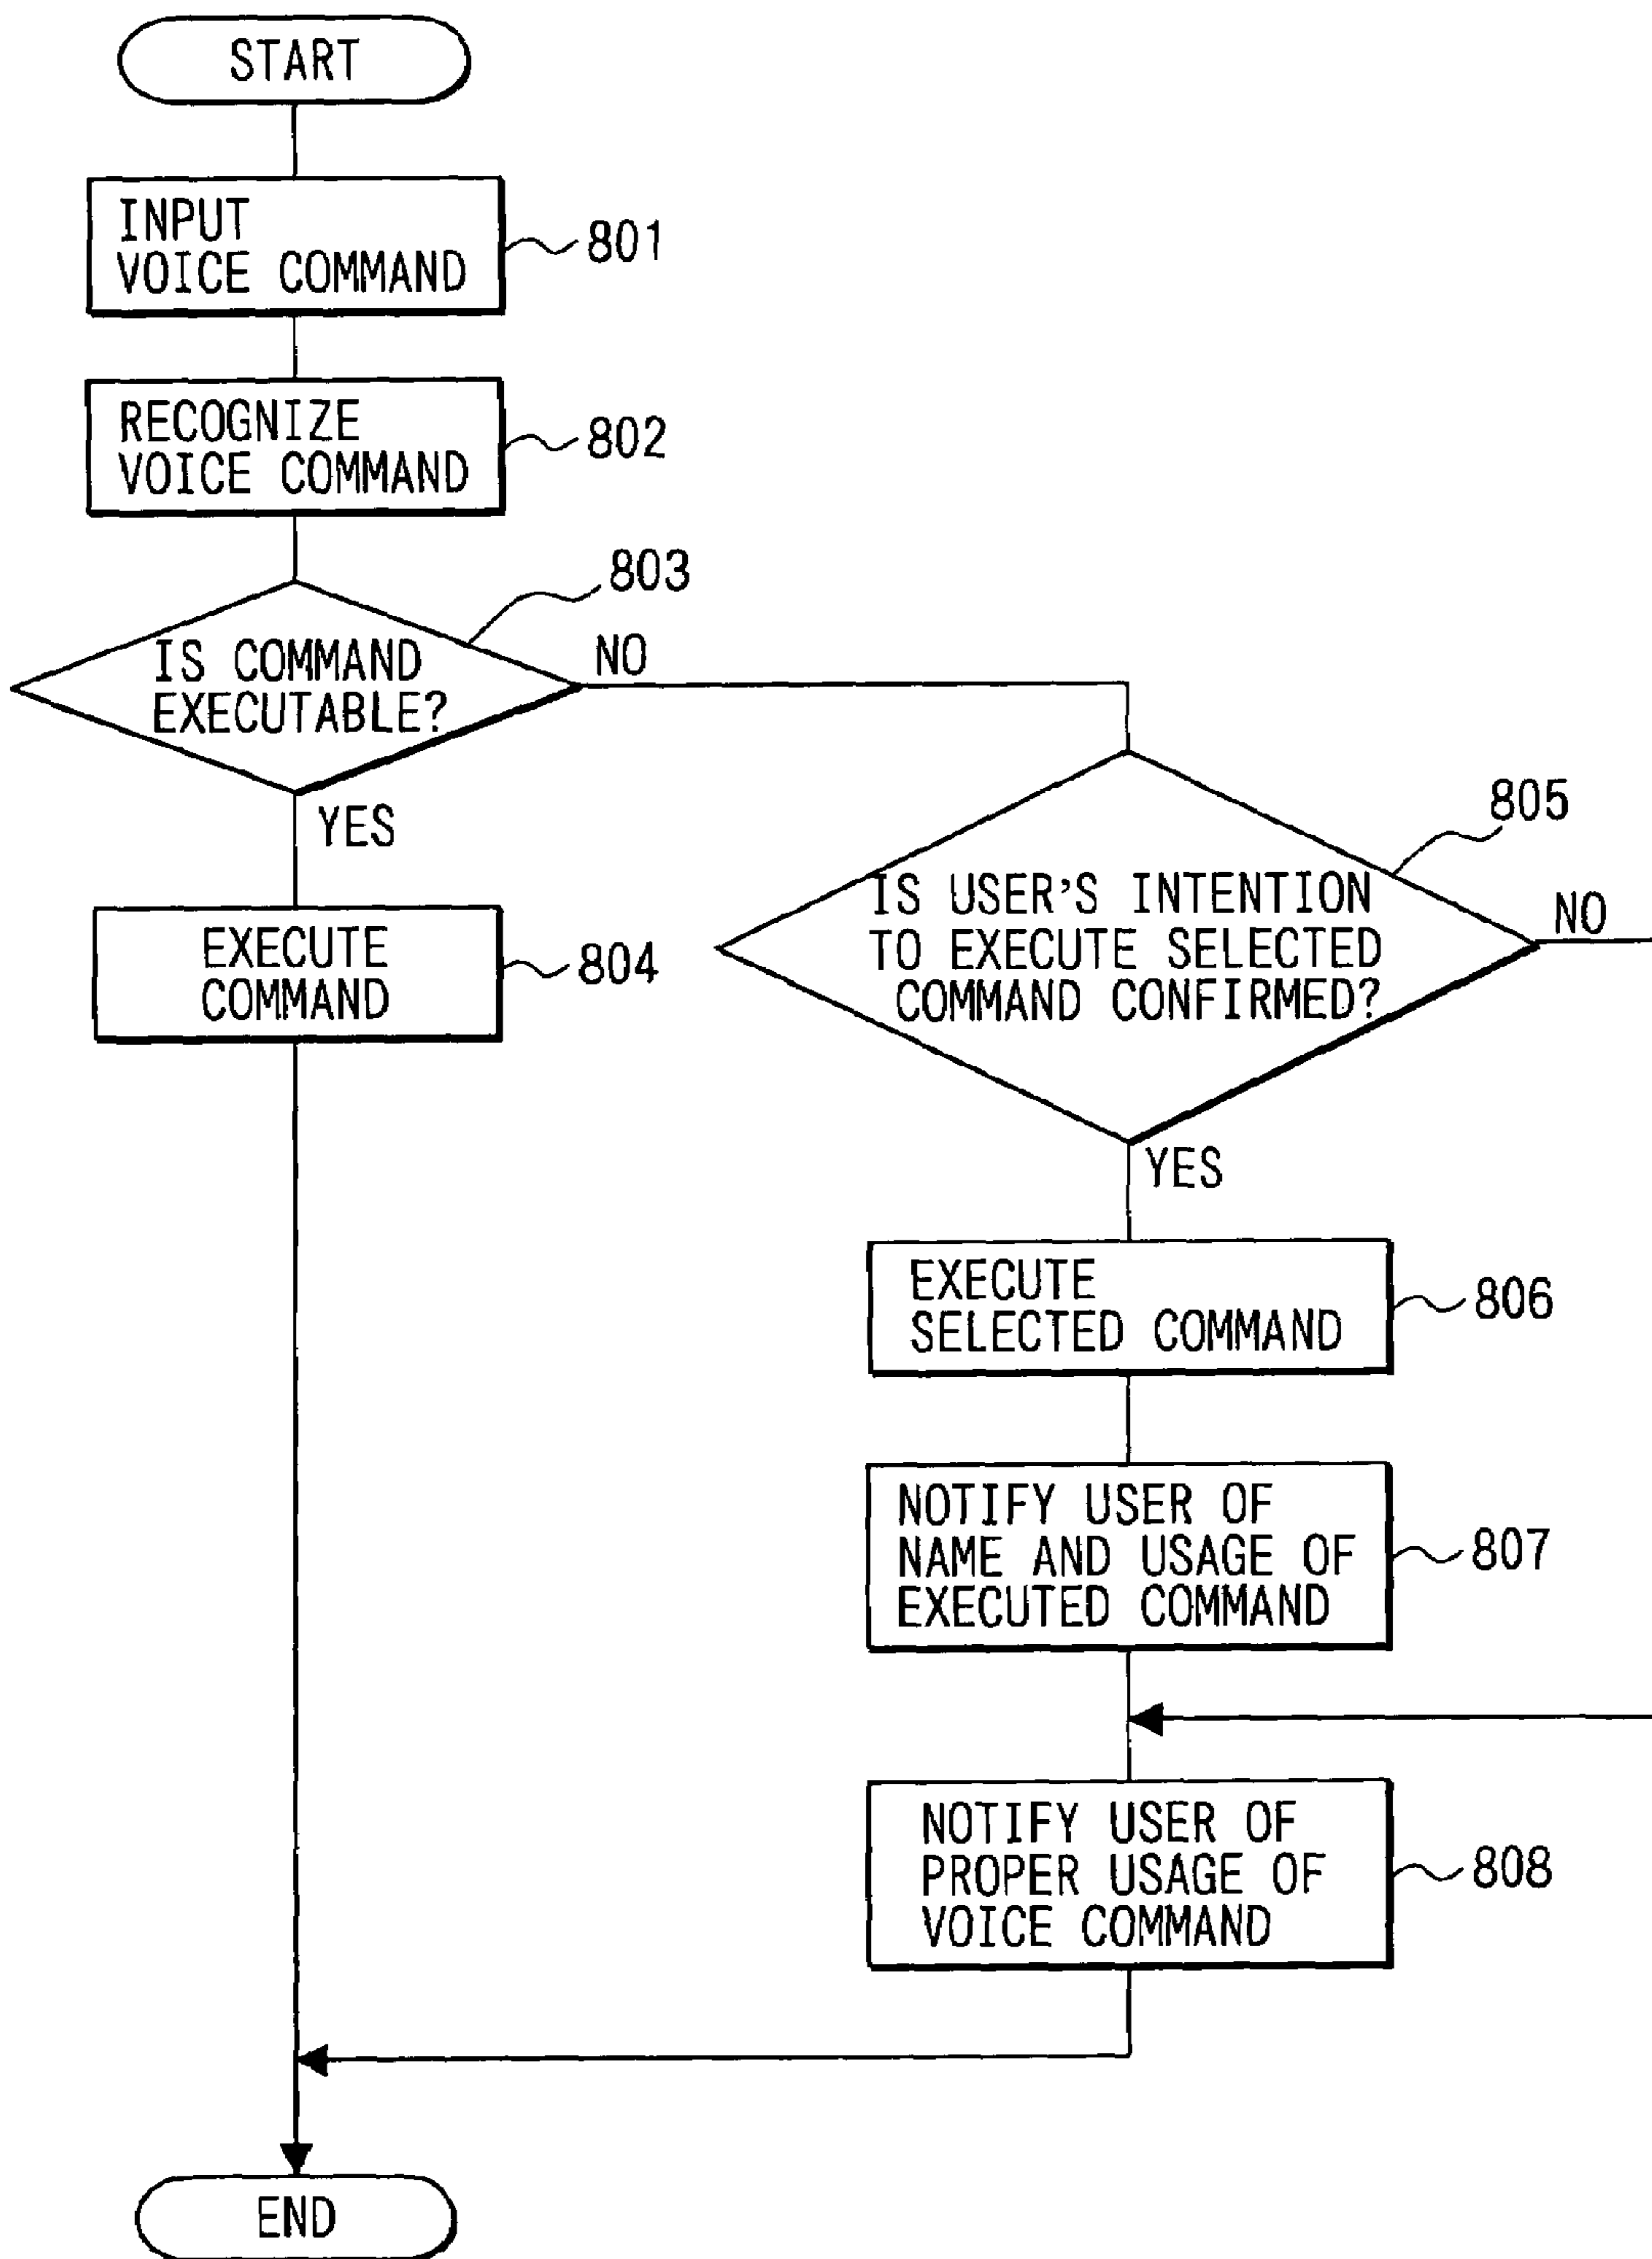 START
INPUT
VOICE COMMAND
801
RECOGNIZE
VOICE COMMAND
802
803
IS COMMAND
EXECUTABLE?
NO
YES
EXECUTE
COMMAND
804
805
IS USER'S INTENTION
TO EXECUTE SELECTED
COMMAND CONFIRMED?
NO
YES
EXECUTE
SELECTED COMMAND
806
NOTIFY USER OF
NAME AND USAGE OF
EXECUTED COMMAND
807
NOTIFY USER OF
PROPER USAGE OF
VOICE COMMAND
808
END